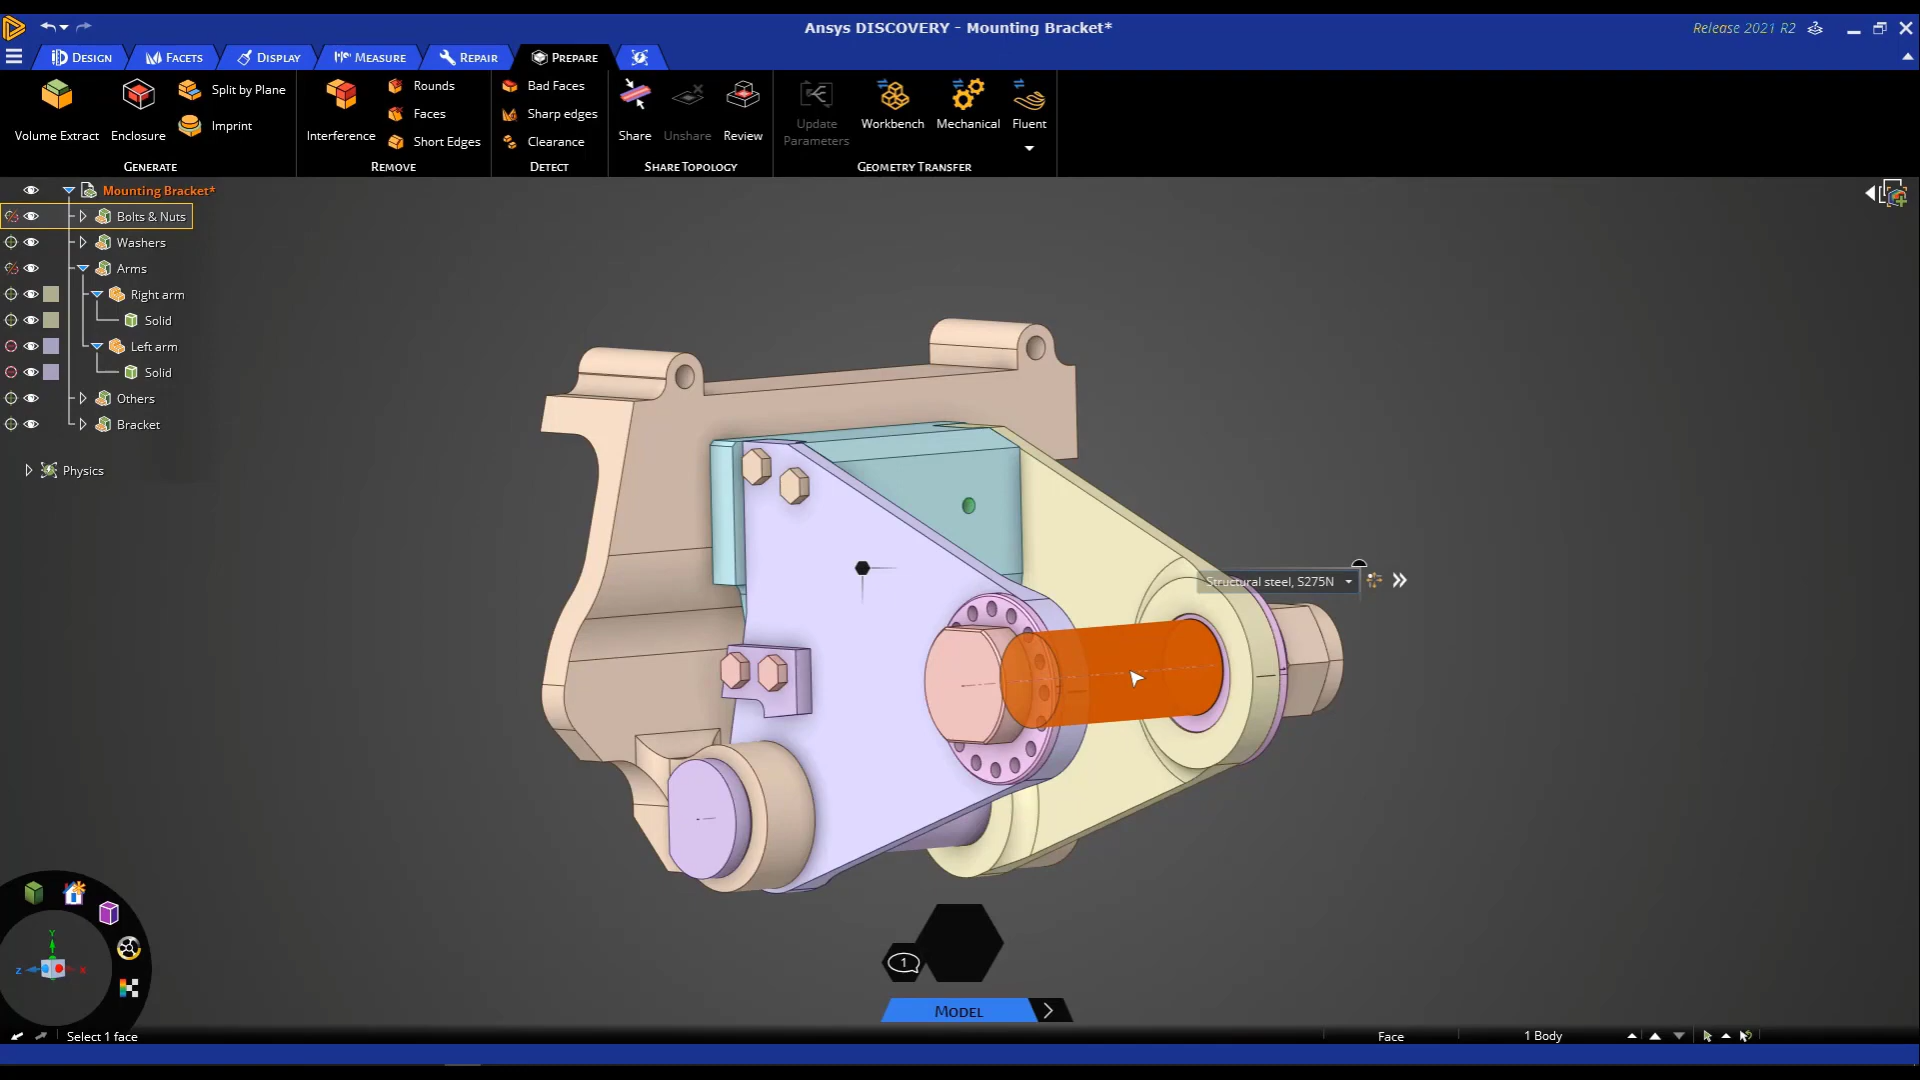 Ansys DISCOVERY - Mounting Bracket*
Release 2021 R2
DESIGN
FACETS
DISPLAY
MEASURE
REPAIR
PREPARE
Volume Extract
Enclosure
Split by Plane
Imprint
GENERATE
Interference
Rounds
Faces
Short Edges
REMOVE
Bad Faces
Sharp edges
Clearance
DETECT
Share
Unshare
Review
SHARE TOPOLOGY
Update
Parameters
Workbench
Mechanical
Fluent
GEOMETRY TRANSFER
Mounting Bracket*
Bolts & Nuts
Washers
Arms
Right arm
Solid
Left arm
Solid
Others
Bracket
Physics
Structural steel, S275N
Y
Z
X
1
MODEL
Select 1 face
Face
1 Body